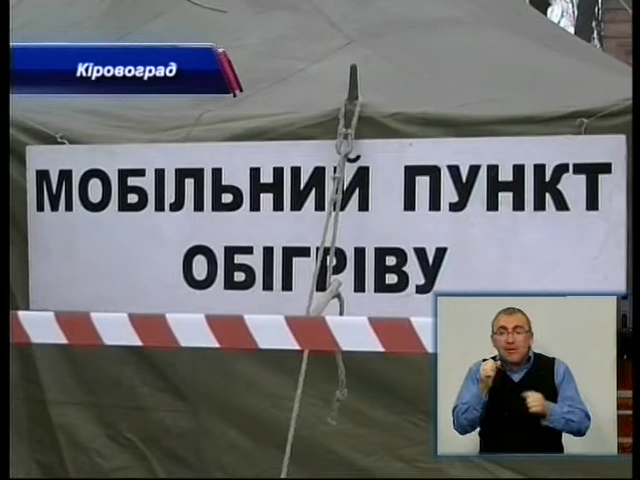 Кіровоград
МОБІЛЬНИЙ ПУНКТ
ОБІГРІВУ